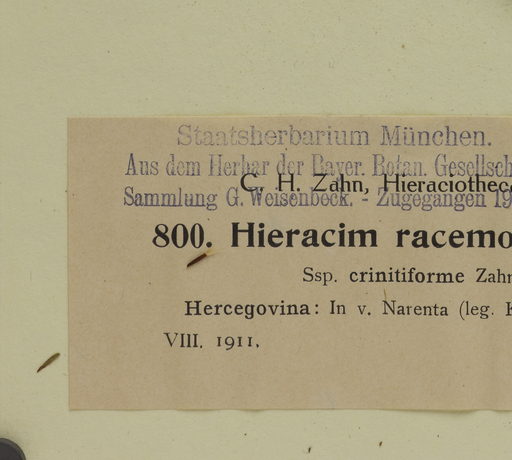 Staatsherbarium München.
Aus dem Herbar der Bayer. Botan. Gesellsch
C. H. Zahn, Hieraciothec
Sammlung G. Weisenbeck. - Zugegangen 19
800. Hieracim racemo
Ssp. crinitiforme Zahn
Hercegovina: In v. Narenta (leg. K
VIII. 1911.